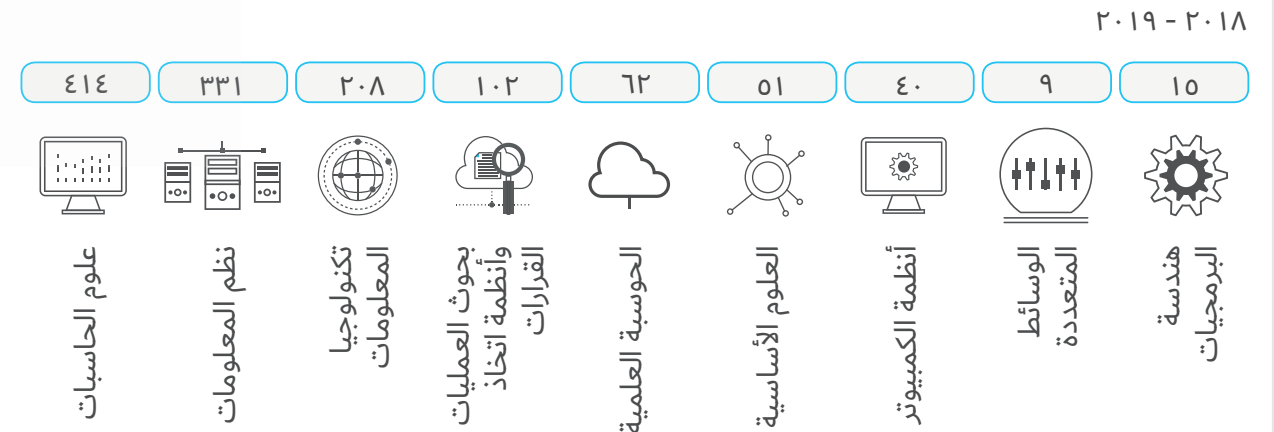 ٢٠١٨ - ٢٠١٩
١٥
٩
٤٠
٥١
٦٢
١٠٢
٢٠٨
٣٣١
٤١٤
هندسة
البرمجيات
الوسائط
المتعددة
أنظمة الكمبيوتر
العلوم الأساسية
الحوسبة العلمية
بحوث العمليات
وأنظمة اتخاذ
القرارات
تكنولوجيا
المعلومات
نظم المعلومات
علوم الحاسبات